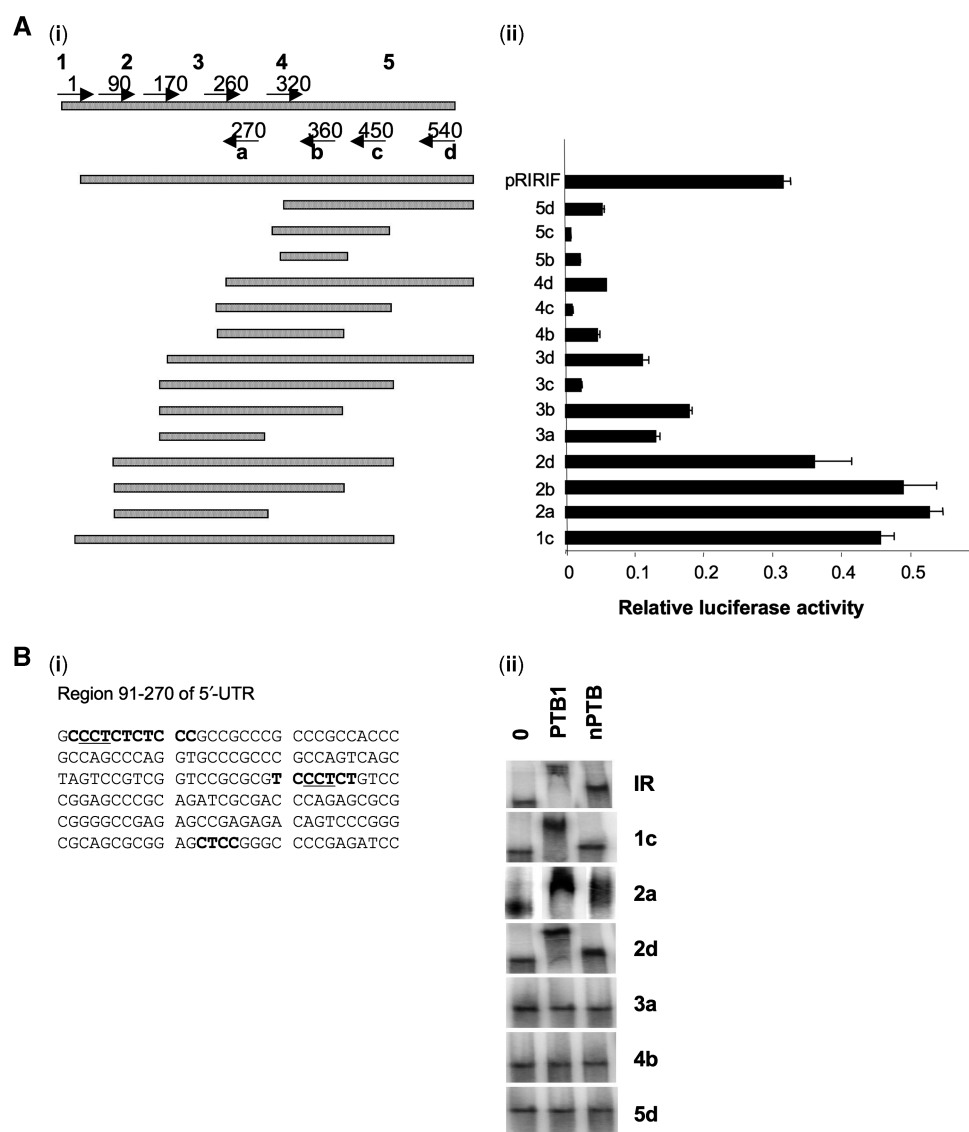 A (i) (ii)
1 2 3 4 5
1 90 170 260 320
270 360 450 540
a b c d
pRIRIF
5d
5c
5b
4d
4c
4b
3d
3c
3b
3a
2d
2b
2a
1c
0 0.1 0.2 0.3 0.4 0.5
Relative luciferase activity
B (i) (ii)
Region 91-270 of 5′-UTR
GCCCTCTCTC CCGCCGCCCG CCCGCCACCC
GCCAGCCCAG GTGCCCGCCC GCCAGTCAGC
TAGTCCGTCG GTCCGCGCGT CCCCTCTGTCC
CGGAGCCCGC AGATCGCGAC CCAGAGCGCG
CGGGGCCGAG AGCCGAGAGA CAGTCCCGGG
CGCAGCGCGG AGCTCCGGGC CCCGAGATCC
0 PTB1 nPTB
IR
1c
2a
2d
3a
4b
5d